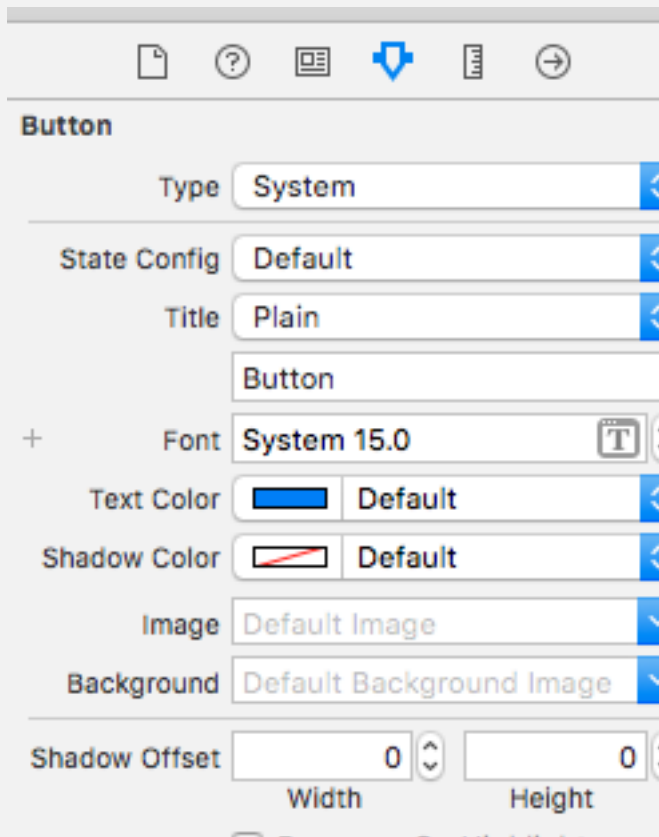 Button
Type System
State Config Default
Title Plain
Button
+ Font System 15.0 T
Text Color Default
Shadow Color Default
Image Default Image
Background Default Background Image
Shadow Offset 0 0
Width Height